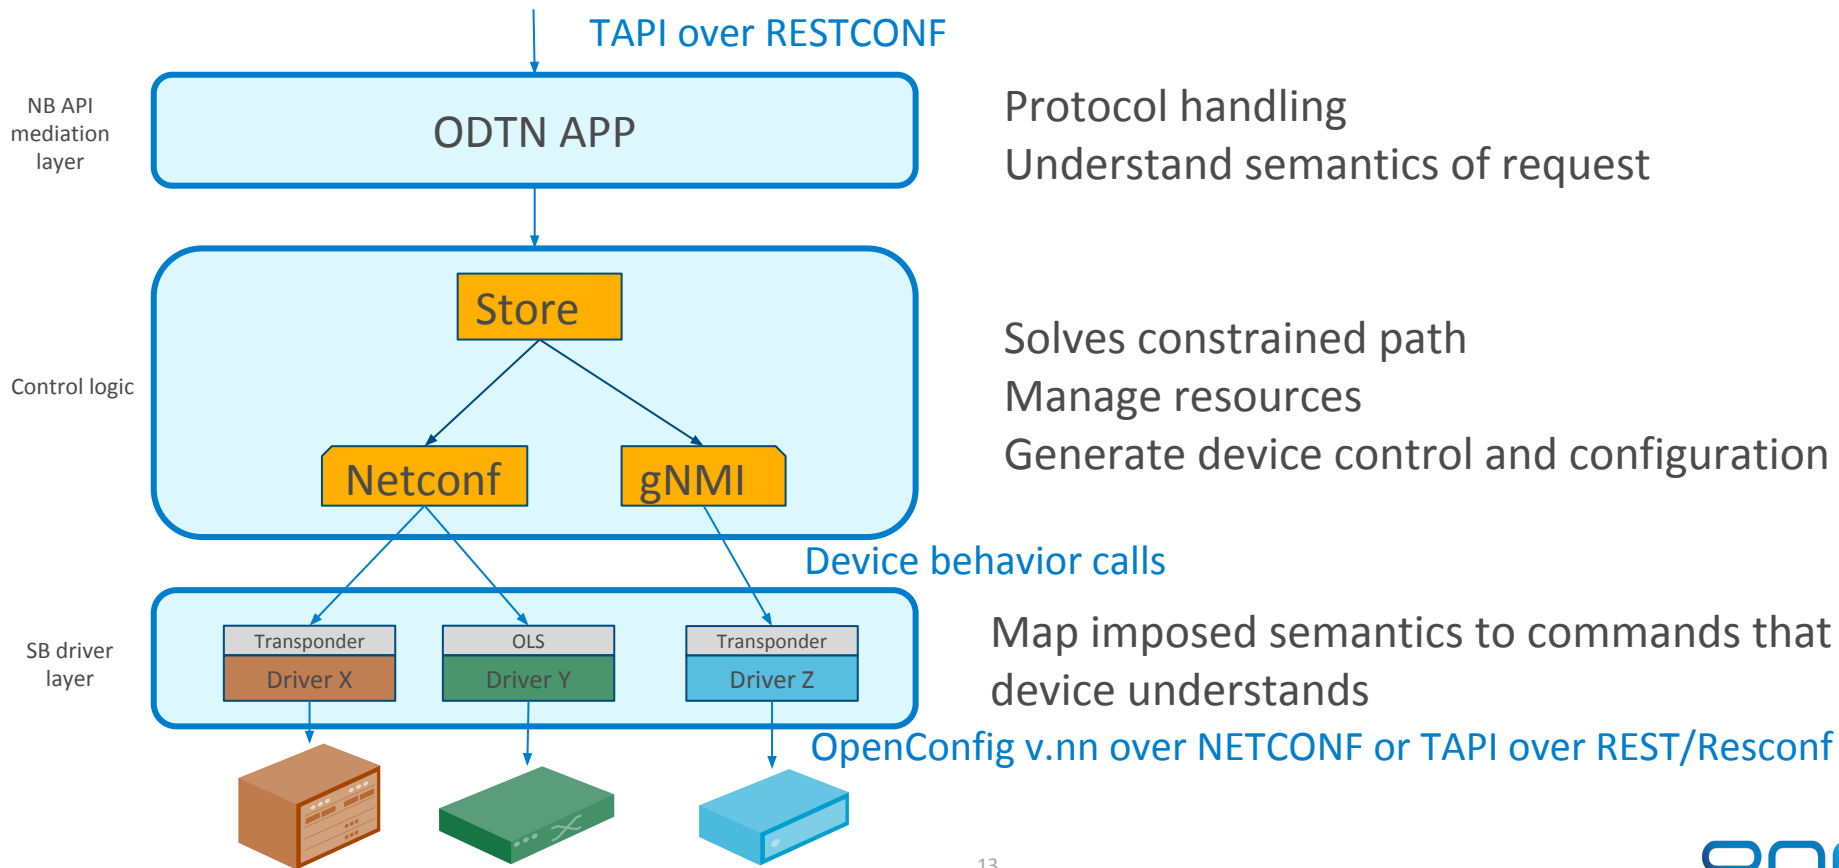 TAPI over RESTCONF
NB API
mediation
layer
ODTN APP
Protocol handling
Understand semantics of request
Control logic
Store
Netconf
gNMI
Solves constrained path
Manage resources
Generate device control and configuration
Device behavior calls
SB driver
layer
Transponder
Driver X
OLS
Driver Y
Transponder
Driver Z
Map imposed semantics to commands that
device understands
OpenConfig v.nn over NETCONF or TAPI over REST/Resconf
13